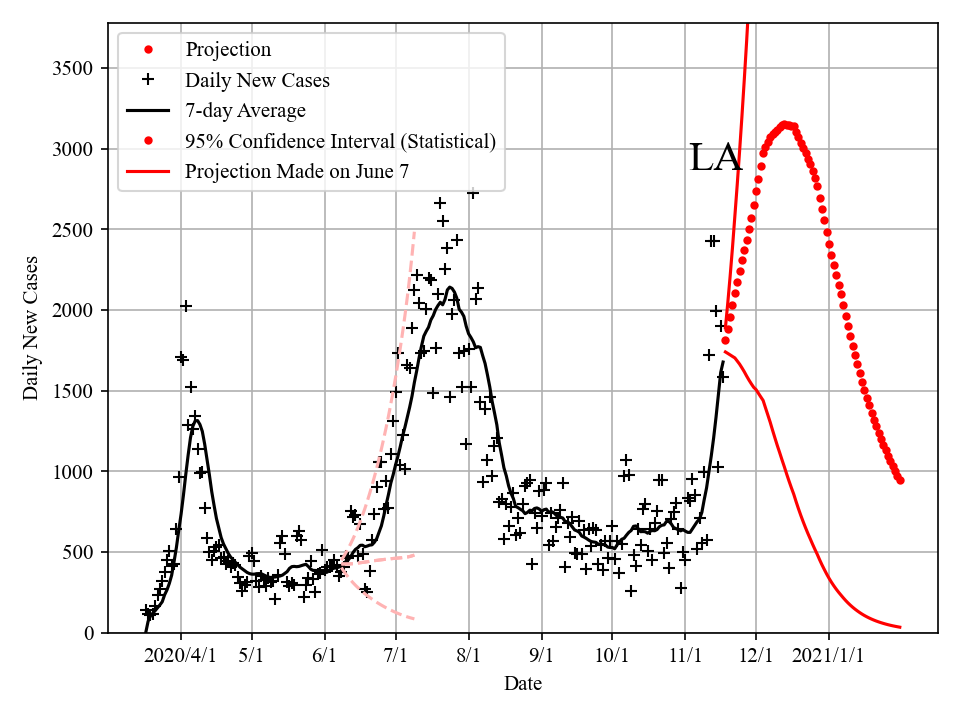 Projection
Daily New Cases
7-day Average
95% Confidence Interval (Statistical)
Projection Made on June 7
LA
Daily New Cases
3500
3000
2500
2000
1500
1000
500
0
2020/4/1 5/1 6/1 7/1 8/1 9/1 10/1 11/1 12/1 2021/1/1
Date